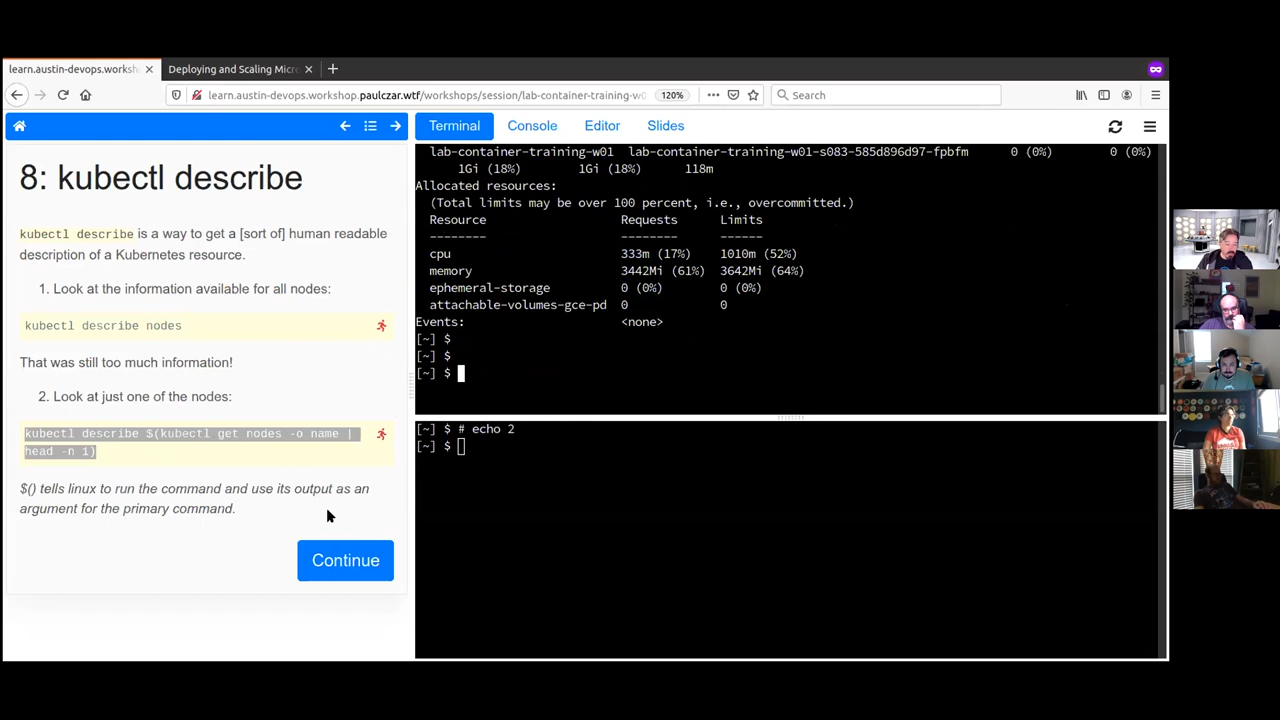 learn.austin-devops.worksh
Deploying and Scaling Micr
learn.austin-devops.workshop.paulczar.wtf/workshops/session/lab-container-training-w0
120%
Search
Terminal
Console
Editor
Slides
8: kubectl describe
kubectl describe is a way to get a [sort of] human readable
description of a Kubernetes resource.
1. Look at the information available for all nodes:
kubectl describe nodes
That was still too much information!
2. Look at just one of the nodes:
kubectl describe $(kubectl get nodes -o name |
head -n 1)
$() tells linux to run the command and use its output as an
argument for the primary command.
Continue
lab-container-training-w01 lab-container-training-w01-s083-585d896d97-fpbfm 0 (0%) 0 (0%)
1Gi (18%) 1Gi (18%) 118m
Allocated resources:
(Total limits may be over 100 percent, i.e., overcommitted.)
Resource Requests Limits
-------- -------- ------
cpu 333m (17%) 1010m (52%)
memory 3442Mi (61%) 3642Mi (64%)
ephemeral-storage 0 (0%) 0 (0%)
attachable-volumes-gce-pd 0 0
Events: <none>
[~] $
[~] $
[~] $
[~] $ # echo 2
[~] $